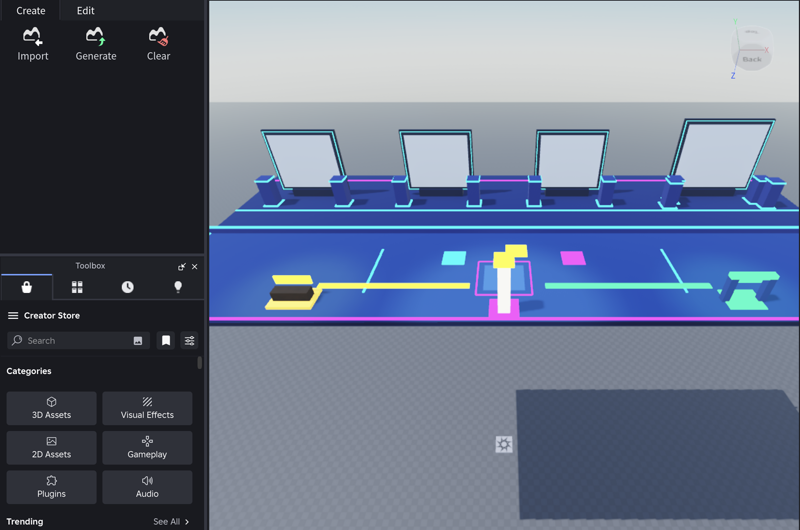 Create Edit
Import Generate Clear
Toolbox
Creator Store
Search
Categories
3D Assets Visual Effects
2D Assets Gameplay
Plugins Audio
Trending See All
Back
Z